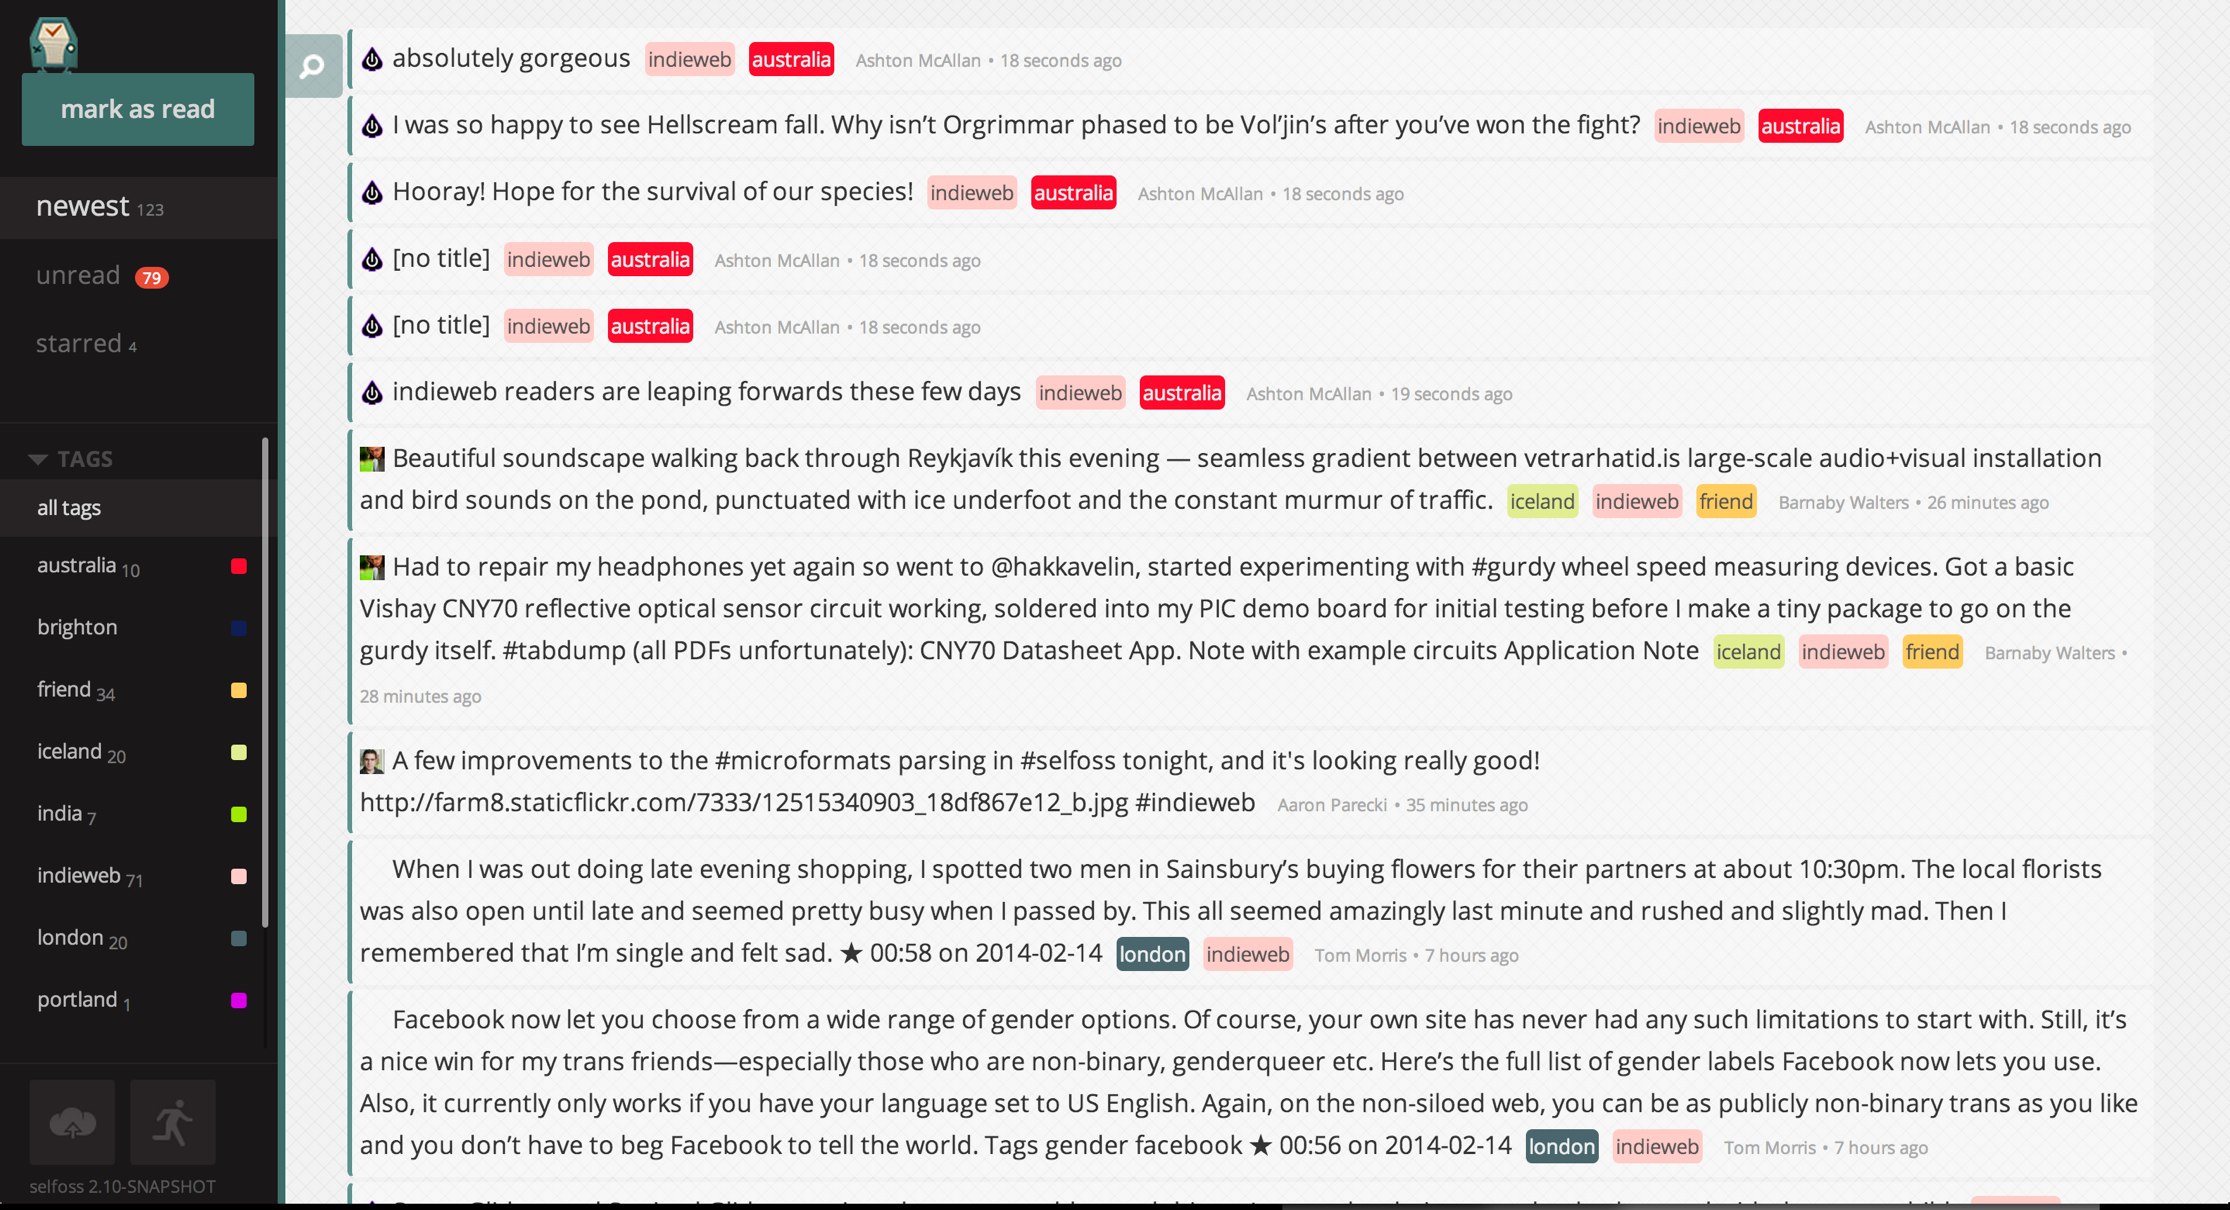 mark as read
newest 123
unread 79
starred 4
TAGS
all tags
australia 10
brighton
friend 34
iceland 20
india 7
indieweb 71
london 20
portland 1
selfoss 2.10-SNAPSHOT
absolutely gorgeous indieweb australia Ashton McAllan • 18 seconds ago
I was so happy to see Hellscream fall. Why isn’t Orgrimmar phased to be Vol’jin’s after you’ve won the fight? indieweb australia Ashton McAllan • 18 seconds ago
Hooray! Hope for the survival of our species! indieweb australia Ashton McAllan • 18 seconds ago
[no title] indieweb australia Ashton McAllan • 18 seconds ago
[no title] indieweb australia Ashton McAllan • 18 seconds ago
indieweb readers are leaping forwards these few days indieweb australia Ashton McAllan • 19 seconds ago
Beautiful soundscape walking back through Reykjavík this evening — seamless gradient between vetrarhatid.is large-scale audio+visual installation
and bird sounds on the pond, punctuated with ice underfoot and the constant murmur of traffic. iceland indieweb friend Barnaby Walters • 26 minutes ago
Had to repair my headphones yet again so went to @hakkavelin, started experimenting with #gurdy wheel speed measuring devices. Got a basic
Vishay CNY70 reflective optical sensor circuit working, soldered into my PIC demo board for initial testing before I make a tiny package to go on the
gurdy itself. #tabdump (all PDFs unfortunately): CNY70 Datasheet App. Note with example circuits Application Note iceland indieweb friend Barnaby Walters •
28 minutes ago
A few improvements to the #microformats parsing in #selfoss tonight, and it's looking really good!
http://farm8.staticflickr.com/7333/12515340903_18df867e12_b.jpg #indieweb Aaron Parecki • 35 minutes ago
When I was out doing late evening shopping, I spotted two men in Sainsbury’s buying flowers for their partners at about 10:30pm. The local florists
was also open until late and seemed pretty busy when I passed by. This all seemed amazingly last minute and rushed and slightly mad. Then I
remembered that I’m single and felt sad. ★ 00:58 on 2014-02-14 london indieweb Tom Morris • 7 hours ago
Facebook now let you choose from a wide range of gender options. Of course, your own site has never had any such limitations to start with. Still, it’s
a nice win for my trans friends—especially those who are non-binary, genderqueer etc. Here’s the full list of gender labels Facebook now lets you use.
Also, it currently only works if you have your language set to US English. Again, on the non-siloed web, you can be as publicly non-binary trans as you like
and you don’t have to beg Facebook to tell the world. Tags gender facebook ★ 00:56 on 2014-02-14 london indieweb Tom Morris • 7 hours ago